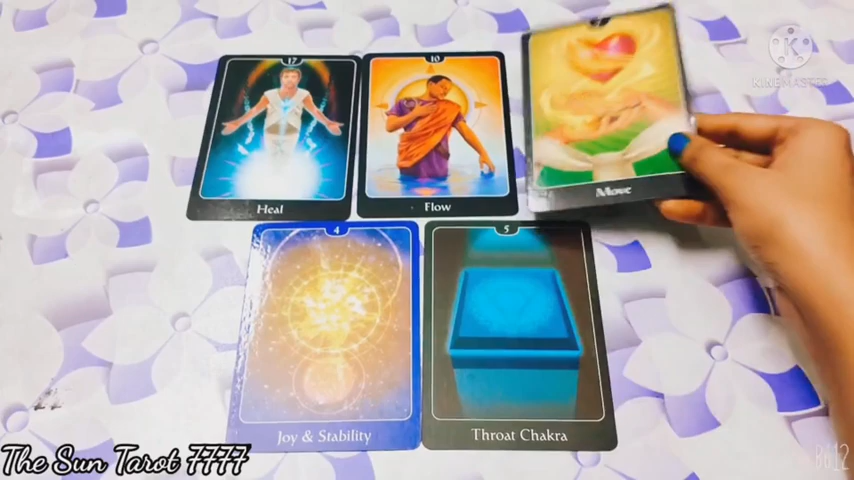 17
10
K
KINEMASTER
Heal
Flow
Move
4
5
Joy & Stability
Throat Chakra
The Sun Tarot 7777